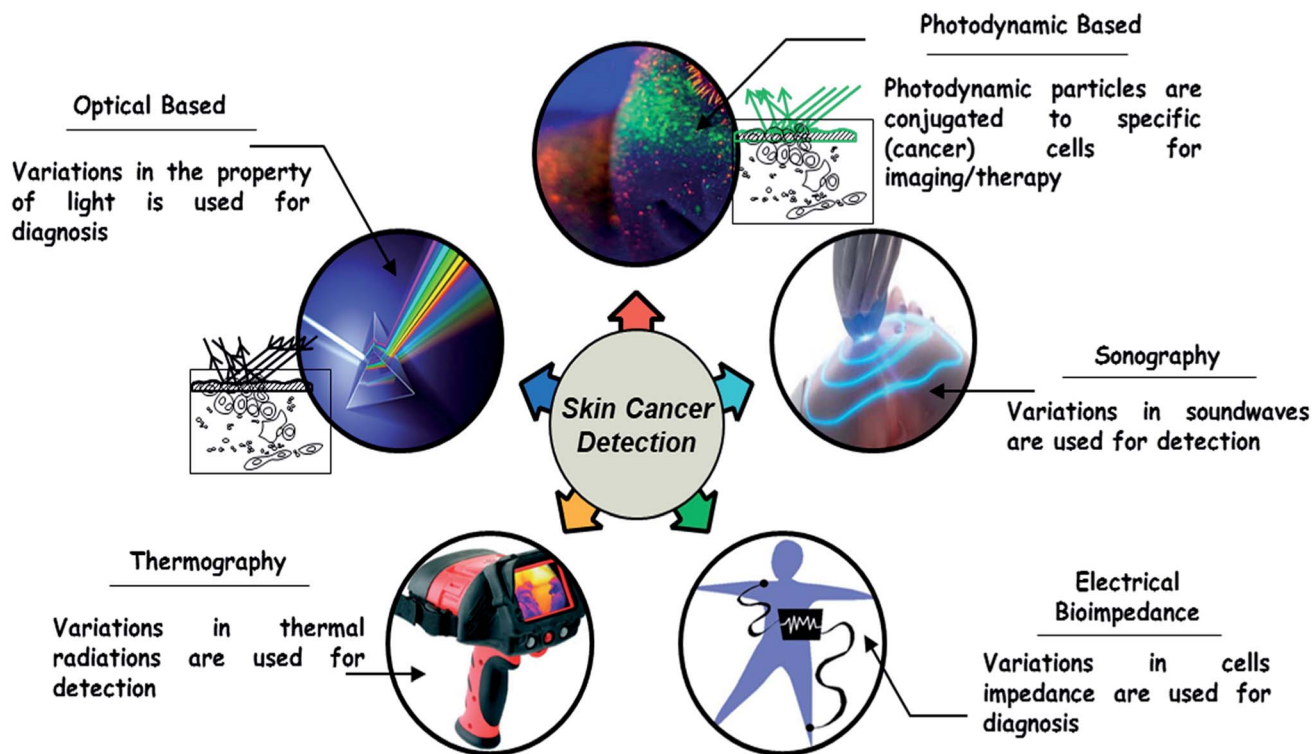 Photodynamic Based
Photodynamic particles are
conjugated to specific
(cancer) cells for
imaging/therapy
Optical Based
Variations in the property
of light is used for
diagnosis
Sonography
Variations in soundwaves
are used for detection
Skin Cancer
Detection
Thermography
Variations in thermal
radiations are used for
detection
Electrical
Bioimpedance
Variations in cells
impedance are used for
diagnosis